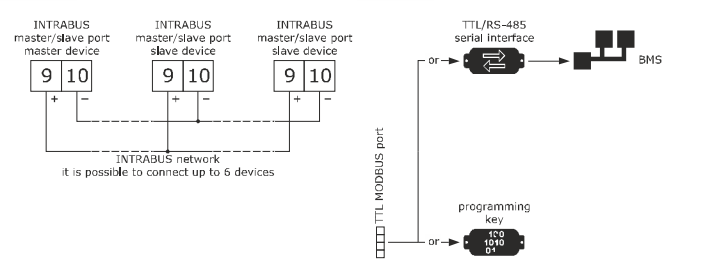 INTRABUS
master/slave port
master device
INTRABUS
master/slave port
slave device
INTRABUS
master/slave port
slave device
9 10
9 10
9 10
+ −
+ −
+ −
INTRABUS network
it is possible to connect up to 6 devices
TTL/RS-485
serial interface
or
BMS
TTL MODBUS port
programming
key
or
100
1010
01